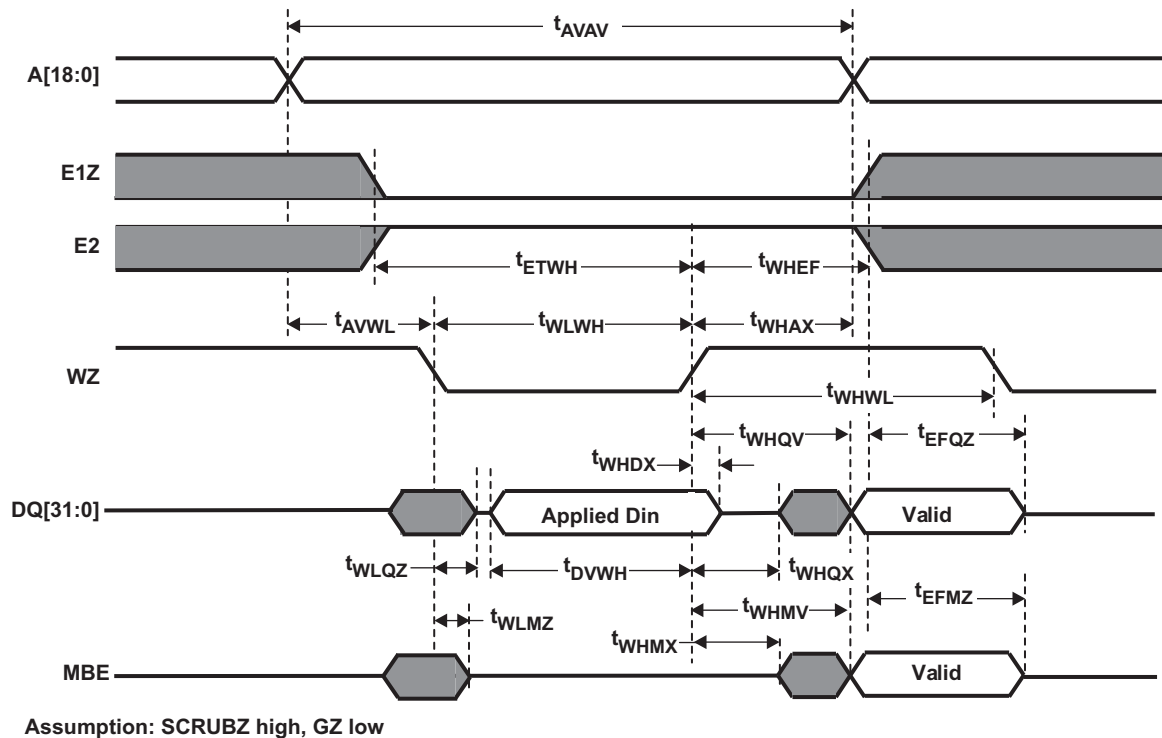 tAVAV
A[18:0]
E1Z
E2
tETWH
tWHEF
tAVWL
tWLWH
tWHAX
WZ
tWHWL
tWHQV
tEFQZ
tWHDX
DQ[31:0]
Applied Din
Valid
tWLQZ
tDVWH
tWHQX
tEFMZ
tWHMV
tWLMZ
tWHMX
MBE
Valid
Assumption: SCRUBZ high, GZ low